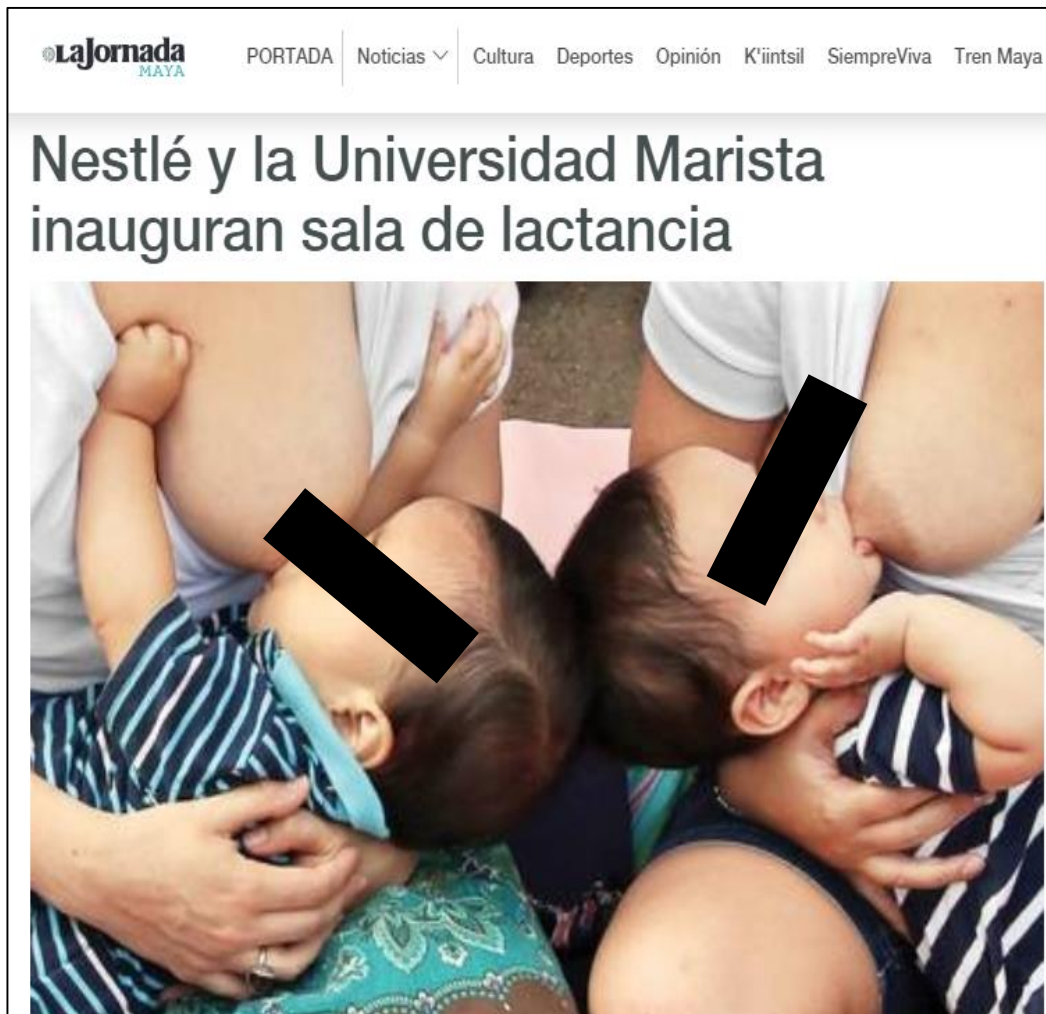 LaJornada
MAYA
PORTADA Noticias Cultura Deportes Opinión K'iintsil SiempreViva Tren Maya
Nestlé y la Universidad Marista
inauguran sala de lactancia